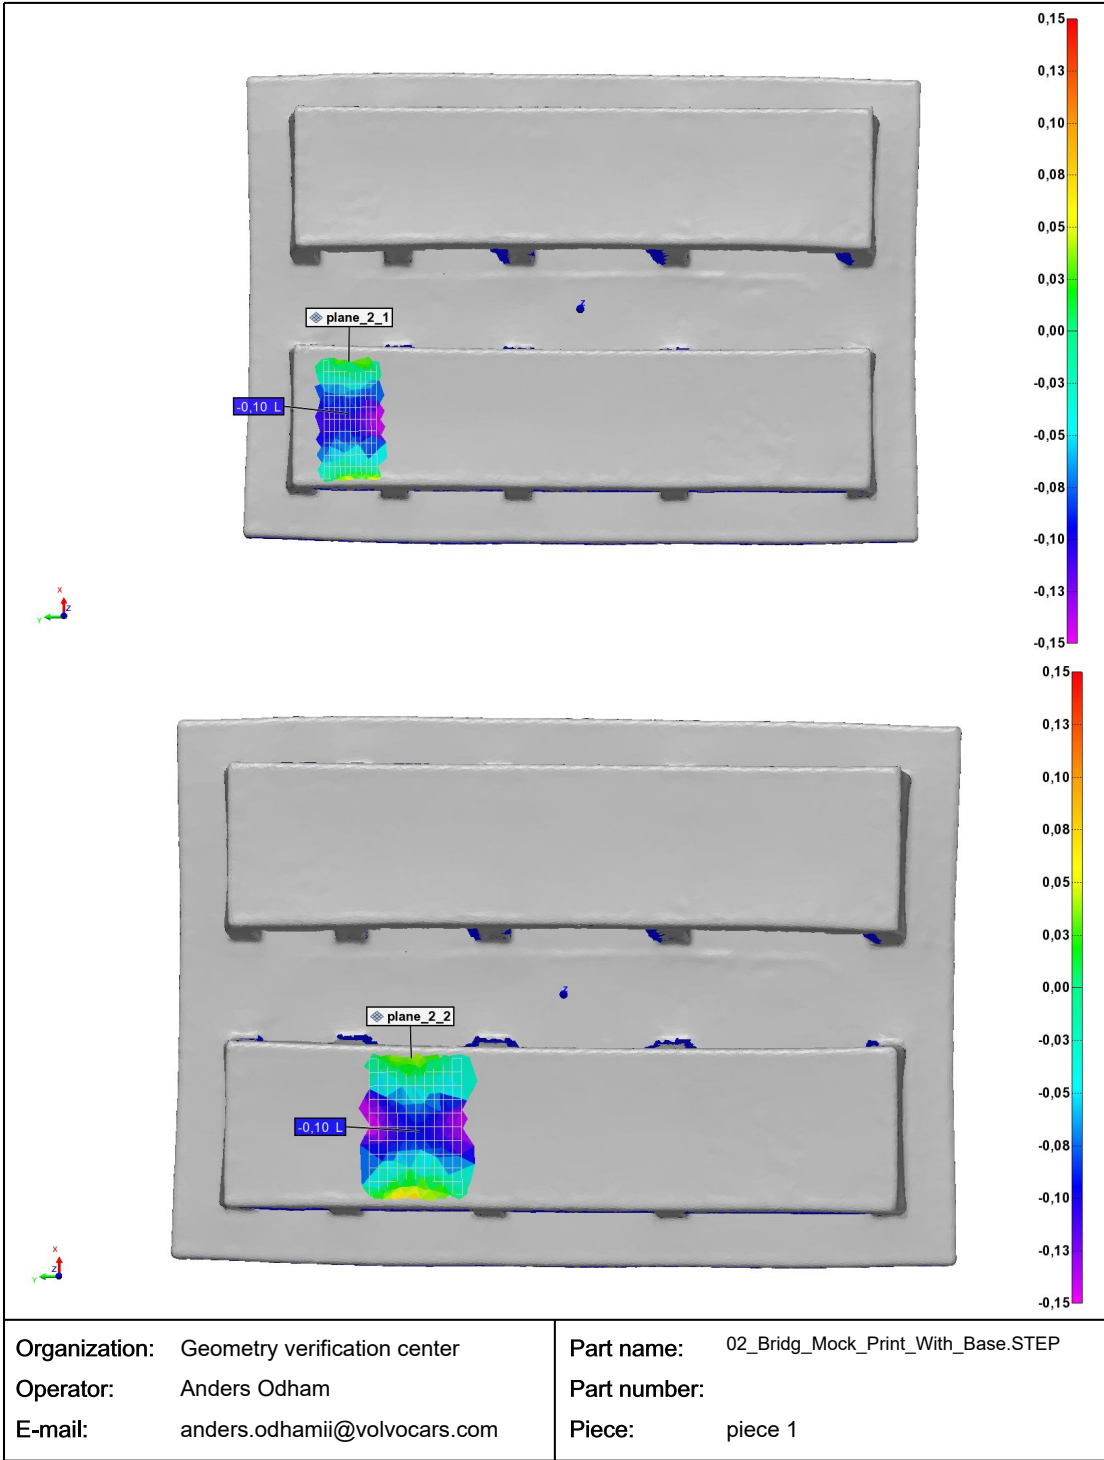 0,15
0,13
0,10
0,08
0,05
0,03
0,00
-0,03
-0,05
-0,08
-0,10
-0,13
-0,15
plane_2_1
Z
-0,10 L
X
Y
Z
0,15
0,13
0,10
0,08
0,05
0,03
0,00
-0,03
-0,05
-0,08
-0,10
-0,13
-0,15
Z
plane_2_2
-0,10 L
X
Y
Z
Organization: Geometry verification center
Operator: Anders Odham
E-mail: anders.odhamii@volvocars.com
Part name: 02_Bridg_Mock_Print_With_Base.STEP
Part number:
Piece: piece 1